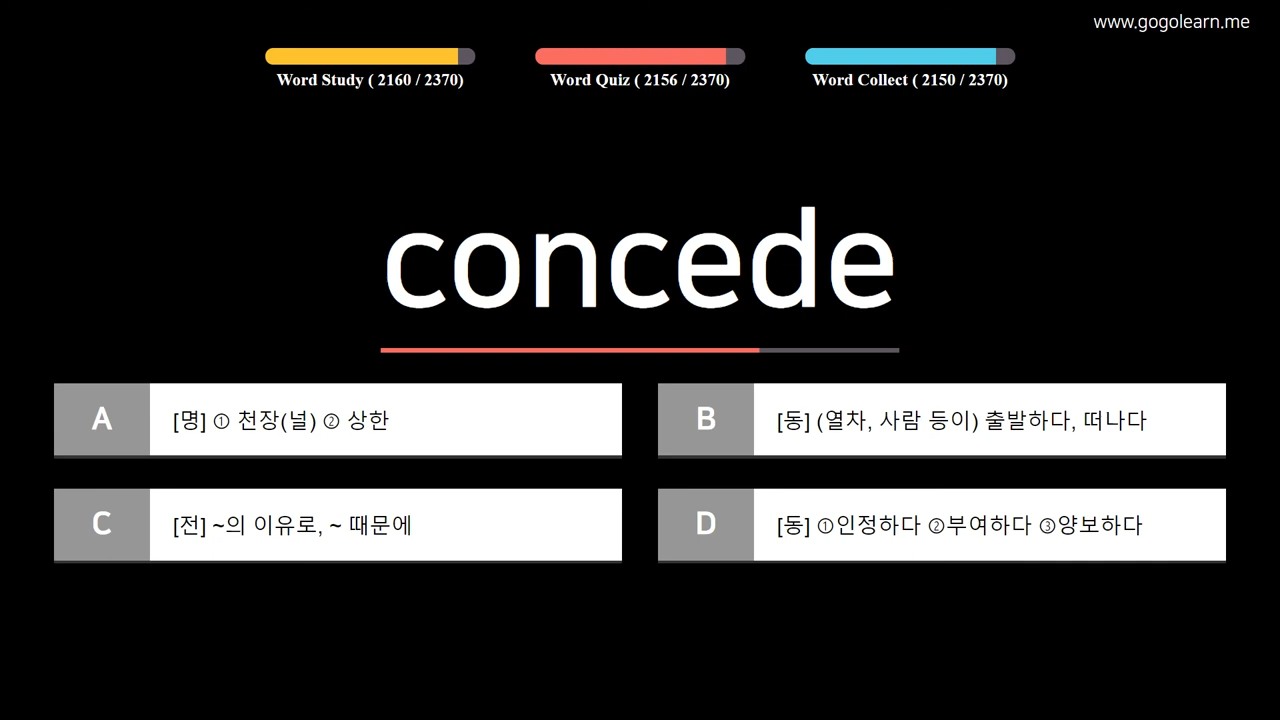 www.gogolearn.me
Word Study ( 2160 / 2370)
Word Quiz ( 2156 / 2370)
Word Collect ( 2150 / 2370)
concede
A [명] ① 천장(널) ② 상한
B [동] (열차, 사람 등이) 출발하다, 떠나다
C [전] ~의 이유로, ~ 때문에
D [동] ①인정하다 ②부여하다 ③양보하다